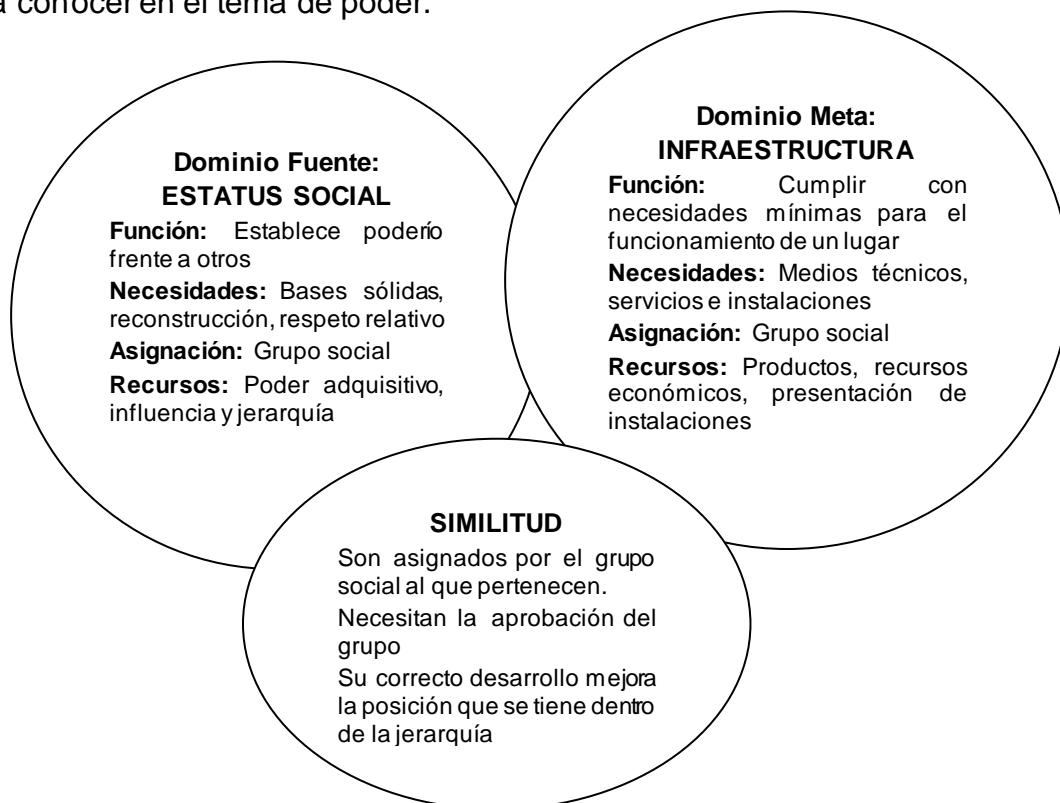 a conocer en el tema de poder.
Dominio Fuente:
ESTATUS SOCIAL
Función: Establece poderío
frente a otros
Necesidades: Bases sólidas,
reconstrucción, respeto relativo
Asignación: Grupo social
Recursos: Poder adquisitivo,
influencia y jerarquía
Dominio Meta:
INFRAESTRUCTURA
Función: Cumplir con
necesidades mínimas para el
funcionamiento de un lugar
Necesidades: Medios técnicos,
servicios e instalaciones
Asignación: Grupo social
Recursos: Productos, recursos
económicos, presentación de
instalaciones
SIMILITUD
Son asignados por el grupo
social al que pertenecen.
Necesitan la aprobación del
grupo
Su correcto desarrollo mejora
la posición que se tiene dentro
de la jerarquía